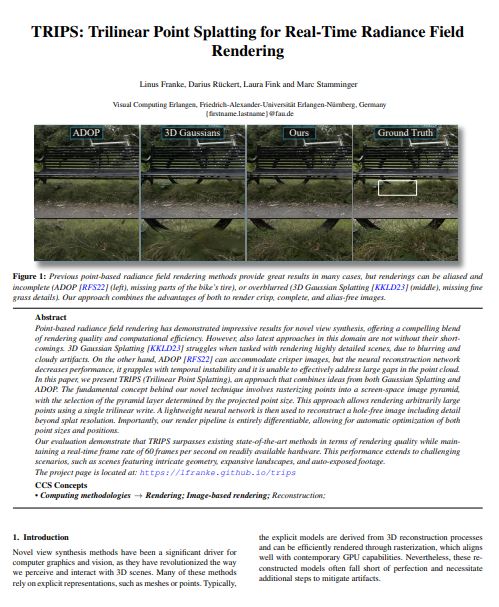 TRIPS: Trilinear Point Splatting for Real-Time Radiance Field
Rendering
Linus Franke, Darius Rückert, Laura Fink and Marc Stamminger
Visual Computing Erlangen, Friedrich-Alexander-Universität Erlangen-Nürnberg, Germany
{firstname.lastname}@fau.de
ADOP
3D Gaussians
Ours
Ground Truth
Figure 1: Previous point-based radiance field rendering methods provide great results in many cases, but renderings can be aliased and
incomplete (ADOP [RFS22] (left), missing parts of the bike's tire), or overblurred (3D Gaussian Splatting [KKLD23] (middle), missing fine
grass details). Our approach combines the advantages of both to render crisp, complete, and alias-free images.
Abstract
Point-based radiance field rendering has demonstrated impressive results for novel view synthesis, offering a compelling blend
of rendering quality and computational efficiency. However, also latest approaches in this domain are not without their short-
comings. 3D Gaussian Splatting [KKLD23] struggles when tasked with rendering highly detailed scenes, due to blurring and
cloudy artifacts. On the other hand, ADOP [RFS22] can accommodate crisper images, but the neural reconstruction network
decreases performance, it grapples with temporal instability and it is unable to effectively address large gaps in the point cloud.
In this paper, we present TRIPS (Trilinear Point Splatting), an approach that combines ideas from both Gaussian Splatting and
ADOP. The fundamental concept behind our novel technique involves rasterizing points into a screen-space image pyramid,
with the selection of the pyramid layer determined by the projected point size. This approach allows rendering arbitrarily large
points using a single trilinear write. A lightweight neural network is then used to reconstruct a hole-free image including detail
beyond splat resolution. Importantly, our render pipeline is entirely differentiable, allowing for automatic optimization of both
point sizes and positions.
Our evaluation demonstrate that TRIPS surpasses existing state-of-the-art methods in terms of rendering quality while main-
taining a real-time frame rate of 60 frames per second on readily available hardware. This performance extends to challenging
scenarios, such as scenes featuring intricate geometry, expansive landscapes, and auto-exposed footage.
The project page is located at: https://lfranke.github.io/trips
CCS Concepts
• Computing methodologies → Rendering; Image-based rendering; Reconstruction;
1. Introduction
Novel view synthesis methods have been a significant driver for
computer graphics and vision, as they have revolutionized the way
we perceive and interact with 3D scenes. Many of these methods
rely on explicit representations, such as meshes or points. Typically,
the explicit models are derived from 3D reconstruction processes
and can be efficiently rendered through rasterization, which aligns
well with contemporary GPU capabilities. Nevertheless, these re-
constructed models often fall short of perfection and necessitate
additional steps to mitigate artifacts.